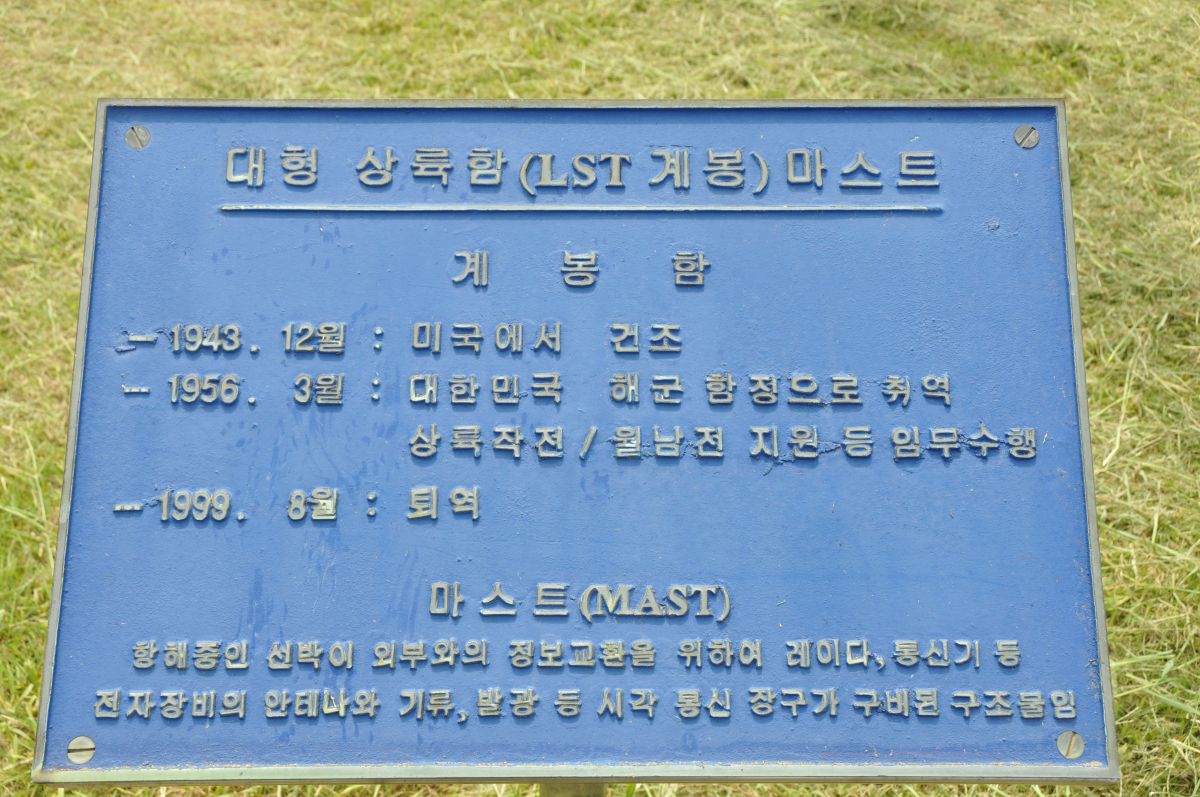 대형 상륙함(LST 계봉)마스트
계 봉 함
- 1943. 12월 : 미국에서 건조
- 1956. 3월 : 대한민국 해군 함정으로 취역
상륙작전/월남전 지원 등 임무수행
- 1999. 8월 : 퇴역
마스트(MAST)
항해중인 선박이 외부와의 정보교환을 위하여 레이다,통신기 등
전자장비의 안테나와 기류,발광 등 시각 통신 장구가 구비된 구조물임